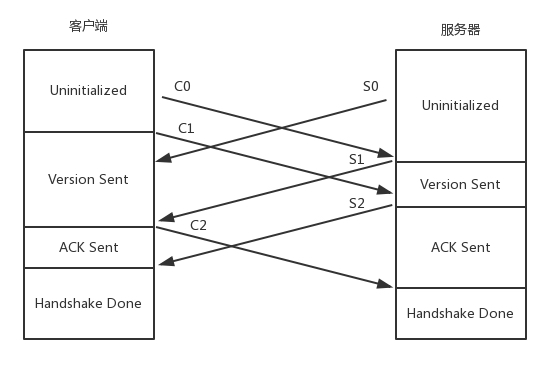 客户端
服务器
Uninitialized
C0
S0
Uninitialized
C1
S1
Version Sent
Version Sent
S2
C2
ACK Sent
ACK Sent
Handshake Done
Handshake Done